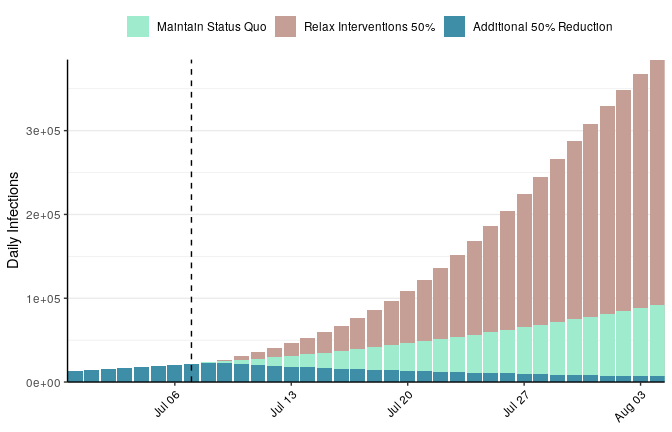 Maintain Status Quo Relax Interventions 50% Additional 50% Reduction
Daily Infections
3e+05
2e+05
1e+05
0e+00
Jul 06 Jul 13 Jul 20 Jul 27 Aug 03